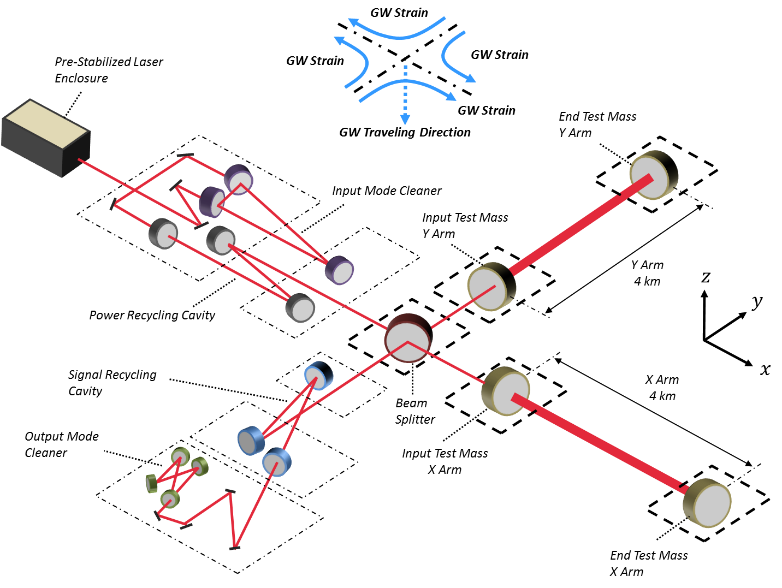 GW Strain
GW Strain
GW Strain
GW Strain
GW Traveling Direction
Pre-Stabilized Laser
Enclosure
End Test Mass
Y Arm
Input Mode Cleaner
Input Test Mass
Y Arm
Y Arm
4 km
z
y
x
Power Recycling Cavity
Signal Recycling
Cavity
Beam
Splitter
X Arm
4 km
Output Mode
Cleaner
Input Test Mass
X Arm
End Test Mass
X Arm